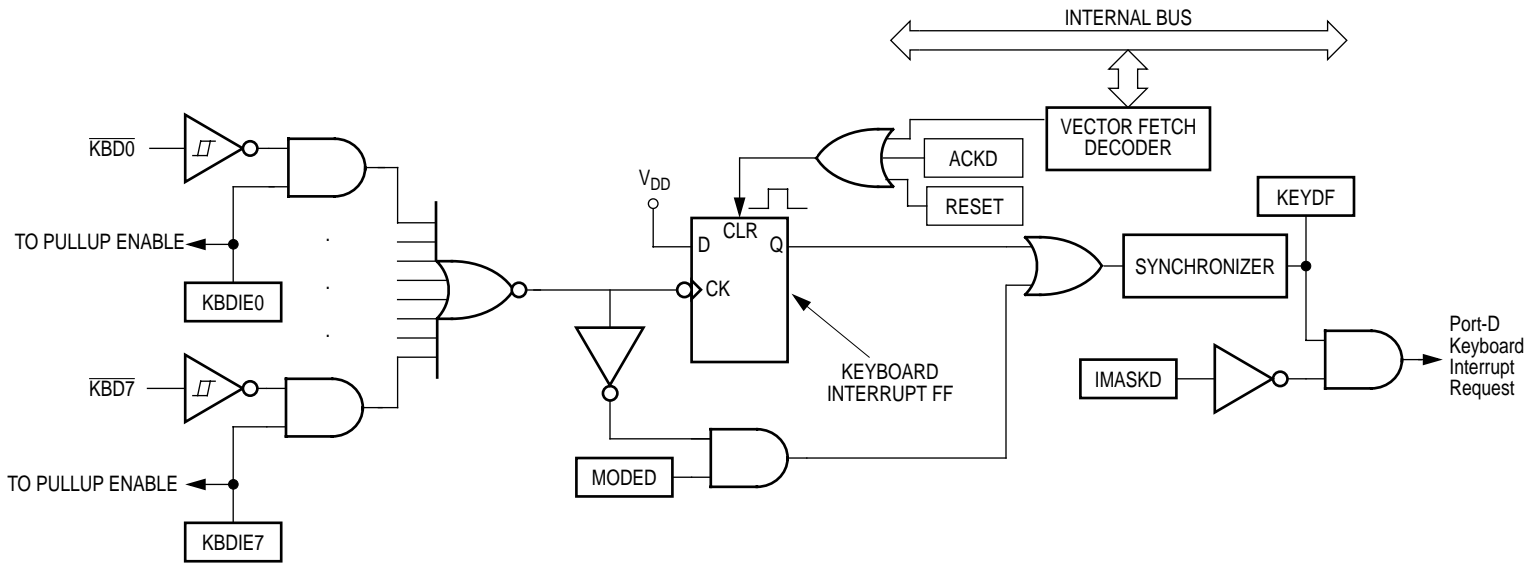 INTERNAL BUS
VECTOR FETCH
DECODER
KBD0
ACKD
VDD
RESET
KEYDF
TO PULLUP ENABLE
CLR
D
Q
SYNCHRONIZER
KBDIE0
CK
KBD7
KEYBOARD
INTERRUPT FF
IMASKD
Port-D
Keyboard
Interrupt
Request
MODED
TO PULLUP ENABLE
KBDIE7